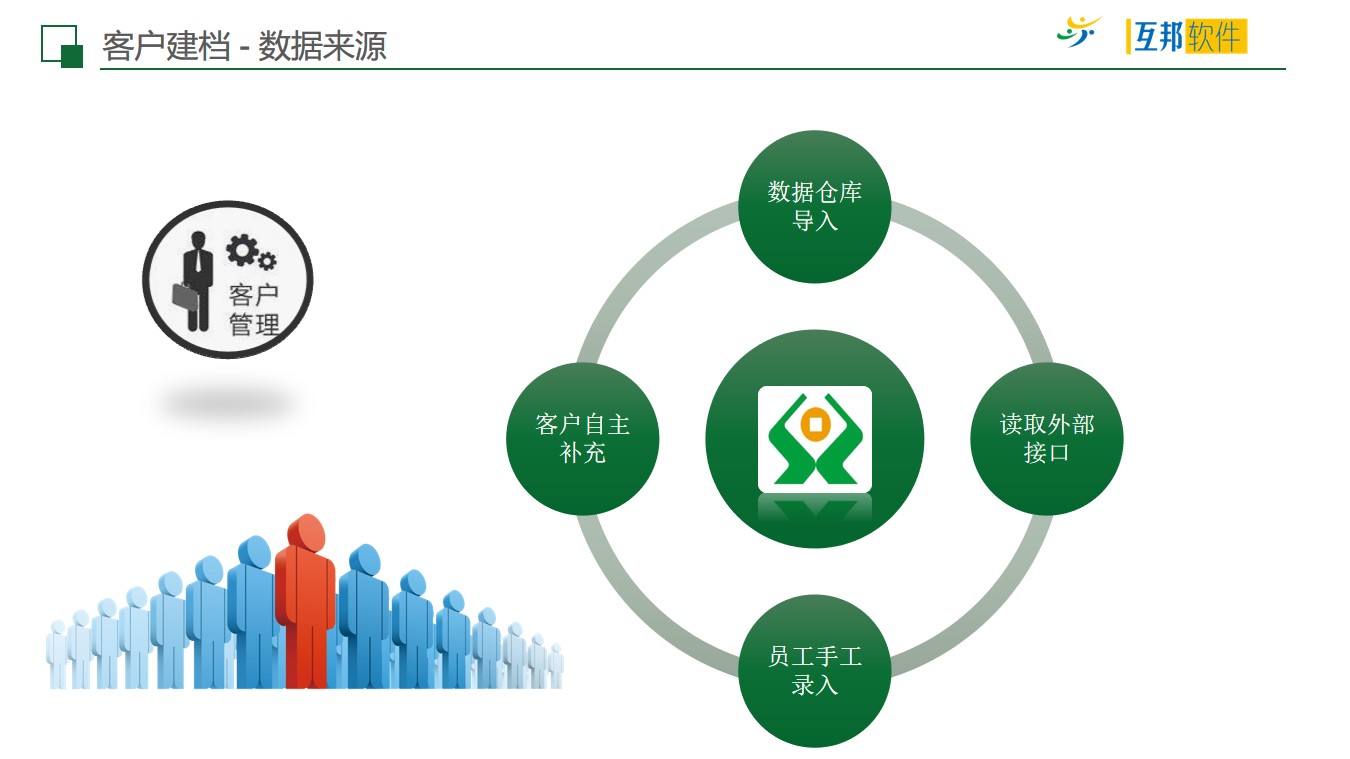 客户建档 - 数据来源
互邦软件
数据仓库
导入
客户
管理
客户自主
补充
读取外部
接口
员工手工
录入